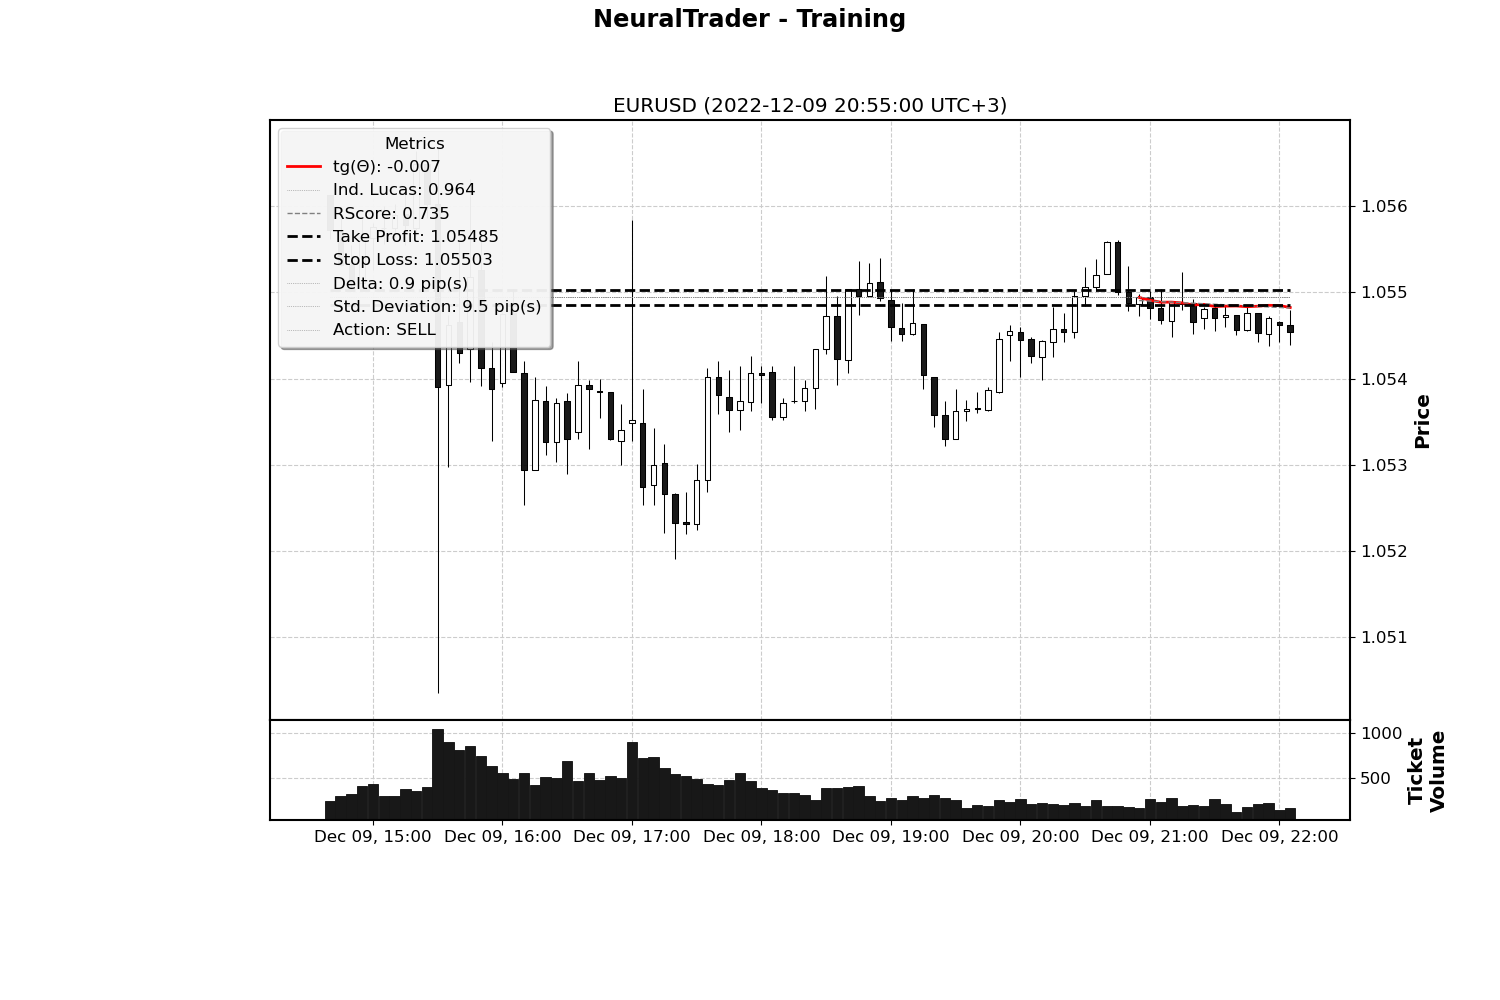 NeuralTrader - Training
EURUSD (2022-12-09 20:55:00 UTC+3)
Metrics
tg(Θ): -0.007
Ind. Lucas: 0.964
RScore: 0.735
Take Profit: 1.05485
Stop Loss: 1.05503
Delta: 0.9 pip(s)
Std. Deviation: 9.5 pip(s)
Action: SELL
1.056
1.055
1.054
1.053
1.052
1.051
Price
1000
500
Ticket
Volume
Dec 09, 15:00 Dec 09, 16:00 Dec 09, 17:00 Dec 09, 18:00 Dec 09, 19:00 Dec 09, 20:00 Dec 09, 21:00 Dec 09, 22:00